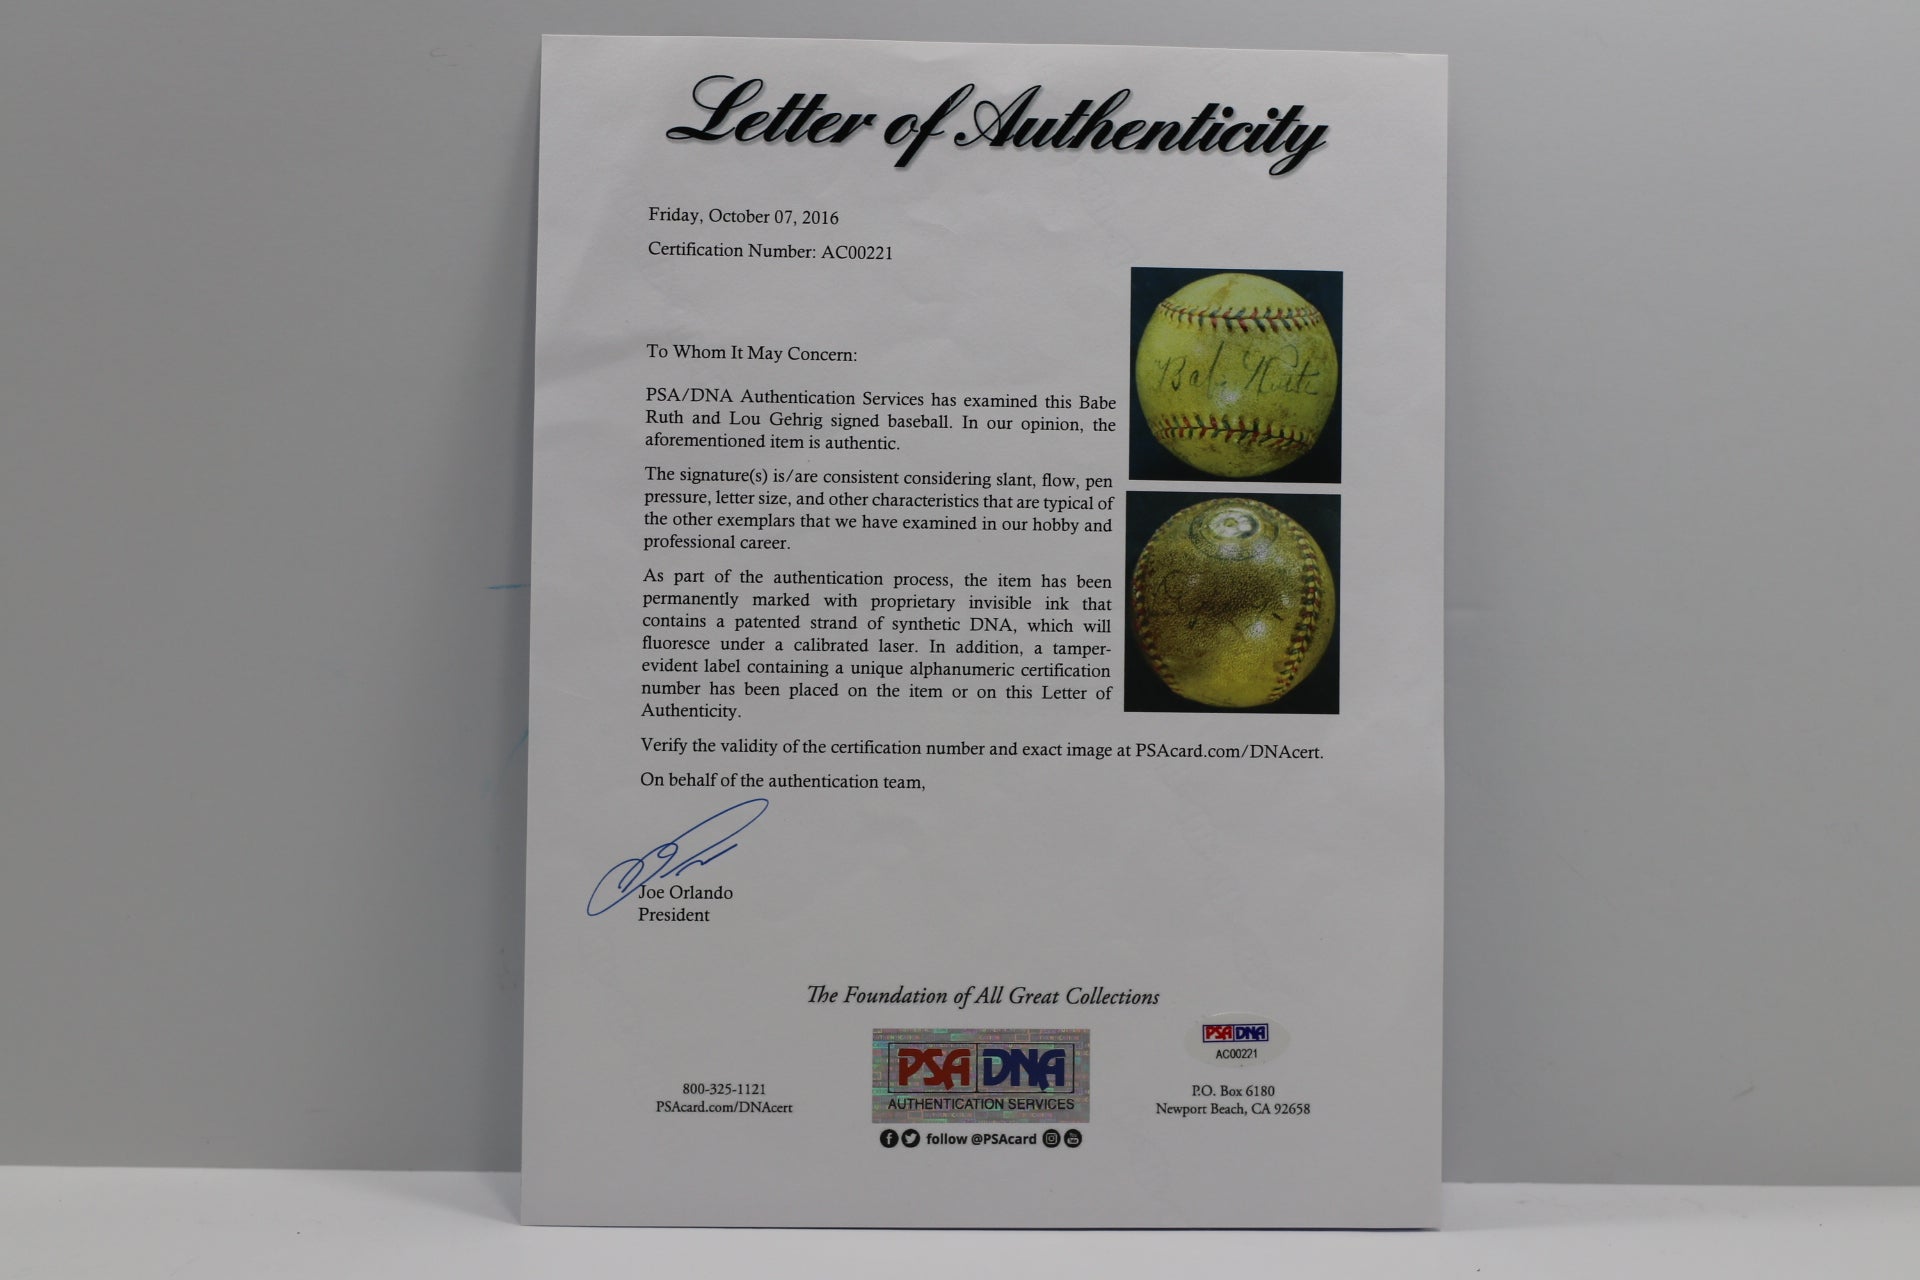 Letter of Authenticity
Friday, October 07, 2016
Certification Number: AC00221
To Whom It May Concern:
PSA/DNA Authentication Services has examined this Babe
Ruth and Lou Gehrig signed baseball. In our opinion, the
aforementioned item is authentic.
The signature(s) is/are consistent considering slant, flow, pen
pressure, letter size, and other characteristics that are typical of
the other exemplars that we have examined in our hobby and
professional career.
As part of the authentication process, the item has been
permanently marked with proprietary invisible ink that
contains a patented strand of synthetic DNA, which will
fluoresce under a calibrated laser. In addition, a tamper-
evident label containing a unique alphanumeric certification
number has been placed on the item or on this Letter of
Authenticity.
Babe Ruth
Verify the validity of the certification number and exact image at PSAcard.com/DNAcert.
On behalf of the authentication team,
Joe Orlando
President
The Foundation of All Great Collections
800-325-1121
PSAcard.com/DNAcert
PSA DNA
AUTHENTICATION SERVICES
follow @PSAcard
PSA DNA
AC00221
P.O. Box 6180
Newport Beach, CA 92658